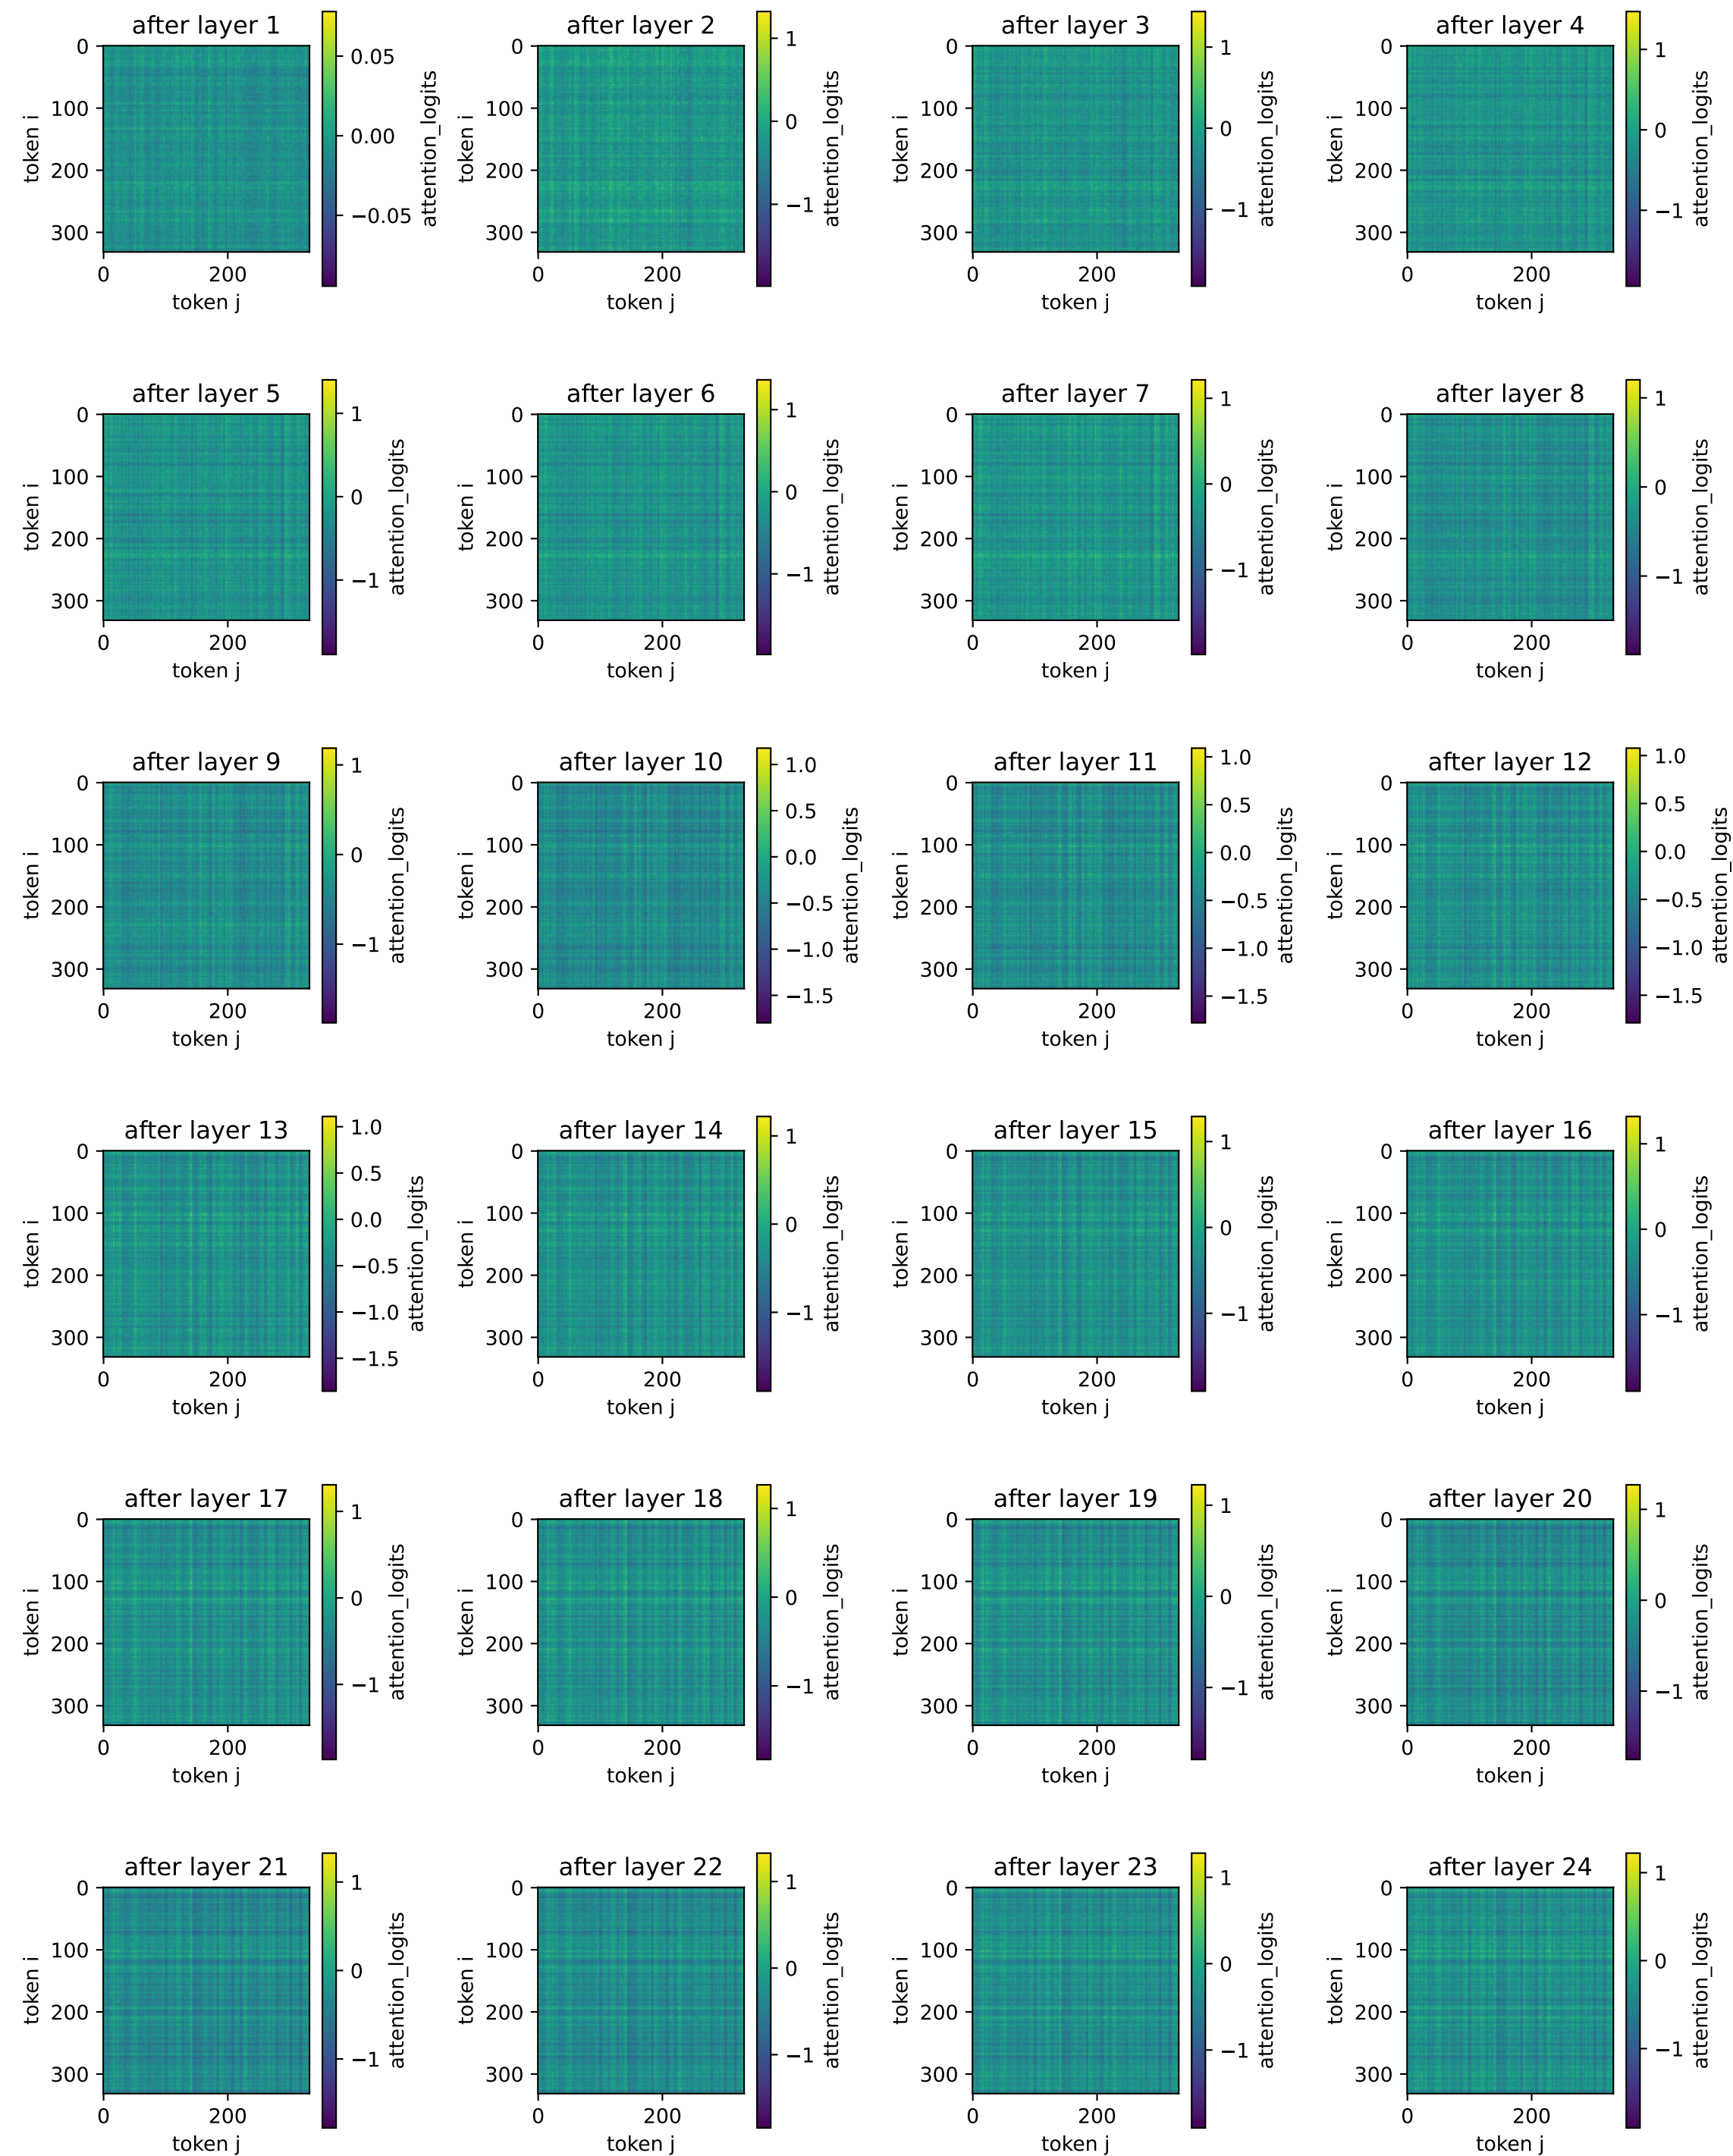 after layer 1
0
100
200
300
token i
0
200
token j
0.05
0.00
−0.05
attention_logits
after layer 2
0
100
200
300
token i
0
200
token j
1
0
−1
attention_logits
after layer 3
0
100
200
300
token i
0
200
token j
1
0
−1
attention_logits
after layer 4
0
100
200
300
token i
0
200
token j
1
0
−1
attention_logits
after layer 5
0
100
200
300
token i
0
200
token j
1
0
−1
attention_logits
after layer 6
0
100
200
300
token i
0
200
token j
1
0
−1
attention_logits
after layer 7
0
100
200
300
token i
0
200
token j
1
0
−1
attention_logits
after layer 8
0
100
200
300
token i
0
200
token j
1
0
−1
attention_logits
after layer 9
0
100
200
300
token i
0
200
token j
1
0
−1
attention_logits
after layer 10
0
100
200
300
token i
0
200
token j
1.0
0.5
0.0
−0.5
−1.0
−1.5
attention_logits
after layer 11
0
100
200
300
token i
0
200
token j
1.0
0.5
0.0
−0.5
−1.0
−1.5
attention_logits
after layer 12
0
100
200
300
token i
0
200
token j
1.0
0.5
0.0
−0.5
−1.0
−1.5
attention_logits
after layer 13
0
100
200
300
token i
0
200
token j
1.0
0.5
0.0
−0.5
−1.0
−1.5
attention_logits
after layer 14
0
100
200
300
token i
0
200
token j
1
0
−1
attention_logits
after layer 15
0
100
200
300
token i
0
200
token j
1
0
−1
attention_logits
after layer 16
0
100
200
300
token i
0
200
token j
1
0
−1
attention_logits
after layer 17
0
100
200
300
token i
0
200
token j
1
0
−1
attention_logits
after layer 18
0
100
200
300
token i
0
200
token j
1
0
−1
attention_logits
after layer 19
0
100
200
300
token i
0
200
token j
1
0
−1
attention_logits
after layer 20
0
100
200
300
token i
0
200
token j
1
0
−1
attention_logits
after layer 21
0
100
200
300
token i
0
200
token j
1
0
−1
attention_logits
after layer 22
0
100
200
300
token i
0
200
token j
1
0
−1
attention_logits
after layer 23
0
100
200
300
token i
0
200
token j
1
0
−1
attention_logits
after layer 24
0
100
200
300
token i
0
200
token j
1
0
−1
attention_logits